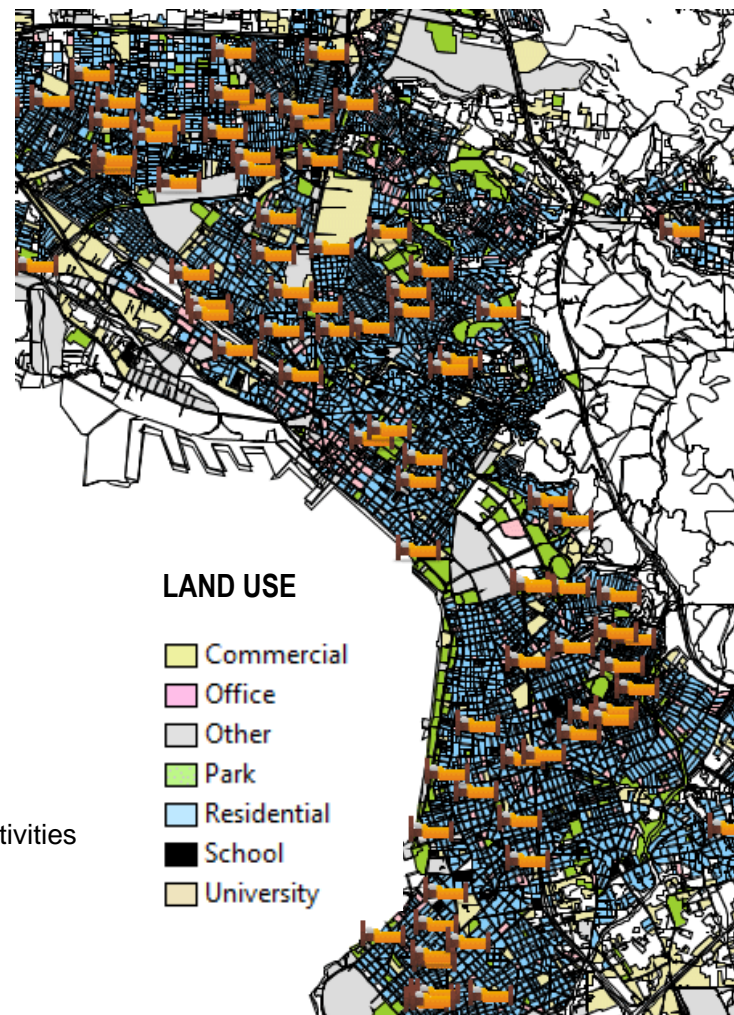 LAND USE
Commercial
Office
Other
Park
Residential
tivities
School
University